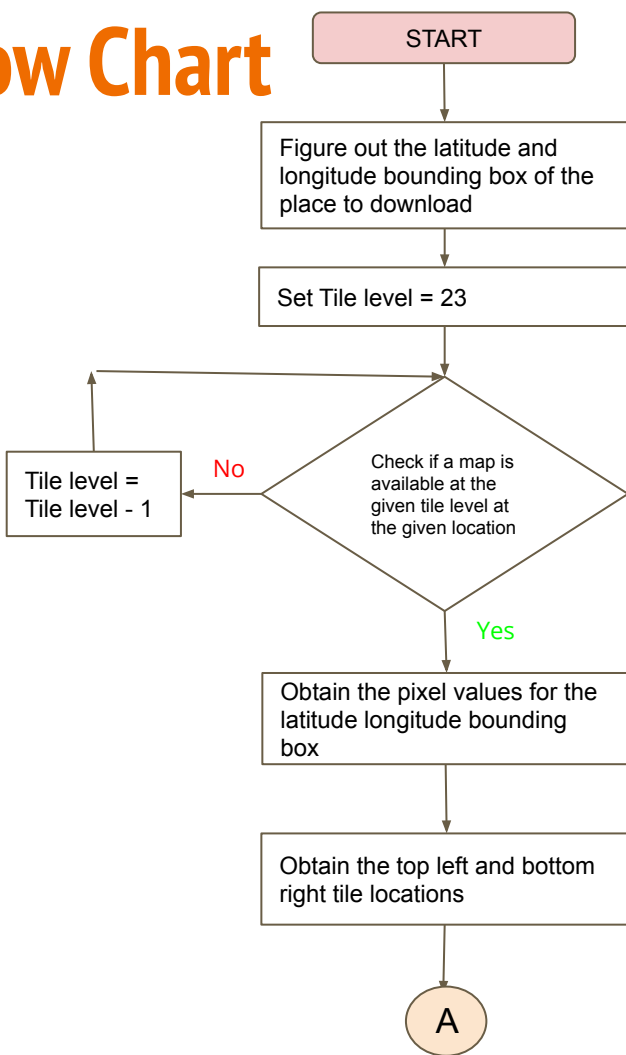 ow Chart
START
Figure out the latitude and
longitude bounding box of the
place to download
Set Tile level = 23
Check if a map is
available at the
given tile level at
the given location
No
Tile level =
Tile level - 1
Yes
Obtain the pixel values for the
latitude longitude bounding
box
Obtain the top left and bottom
right tile locations
A